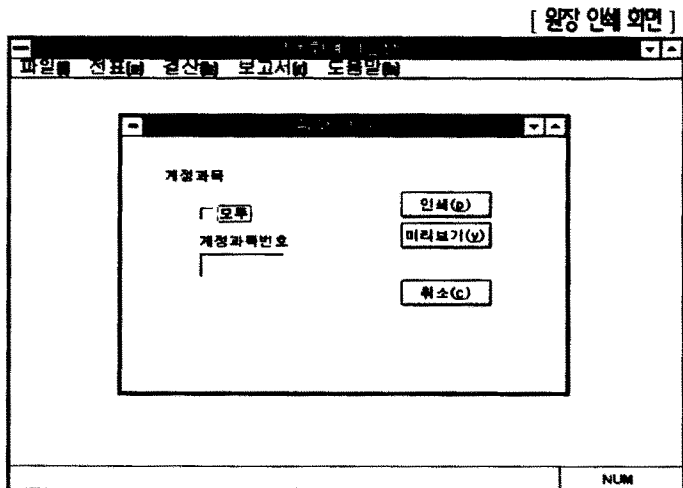 [ 원장 인쇄 화면 ]
파일 전표 결산 보고서 도움말
계정과목
모두
계정과목번호
인쇄(p)
미리보기(v)
취소(c)
NUM